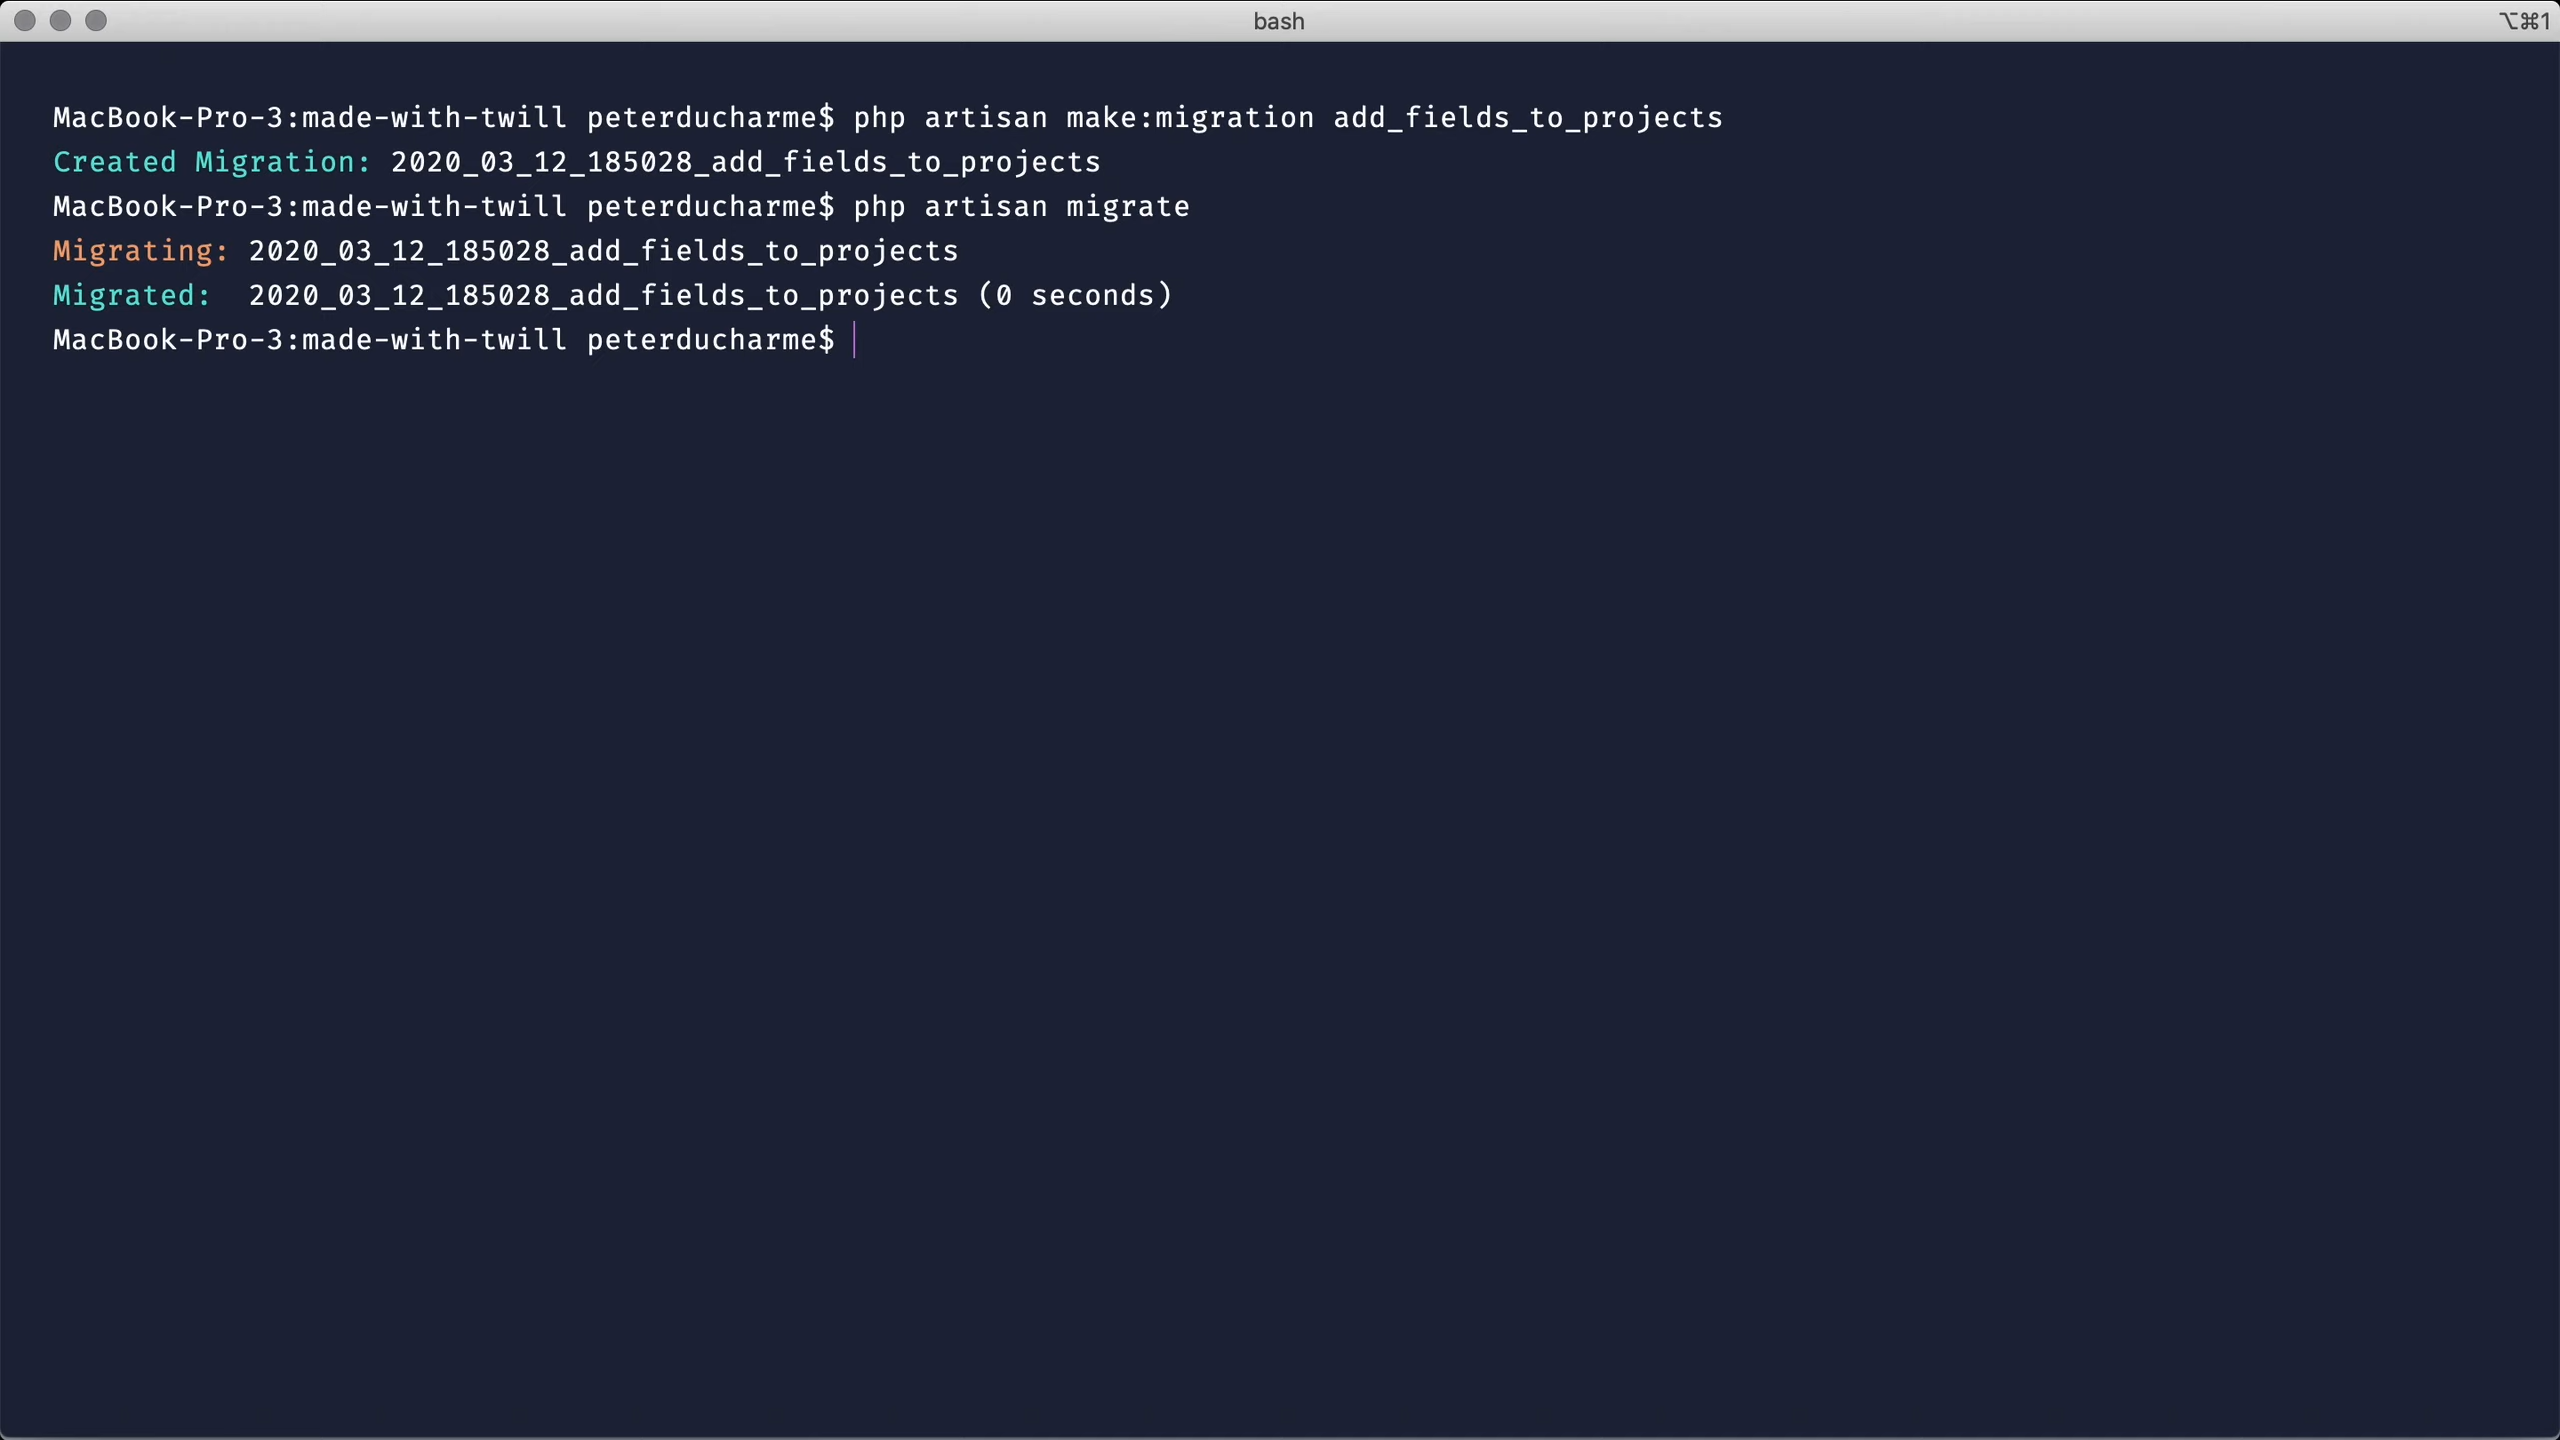 bash
⌥⌘1
MacBook-Pro-3:made-with-twill peterducharme$ php artisan make:migration add_fields_to_projects
Created Migration: 2020_03_12_185028_add_fields_to_projects
MacBook-Pro-3:made-with-twill peterducharme$ php artisan migrate
Migrating: 2020_03_12_185028_add_fields_to_projects
Migrated:  2020_03_12_185028_add_fields_to_projects (0 seconds)
MacBook-Pro-3:made-with-twill peterducharme$